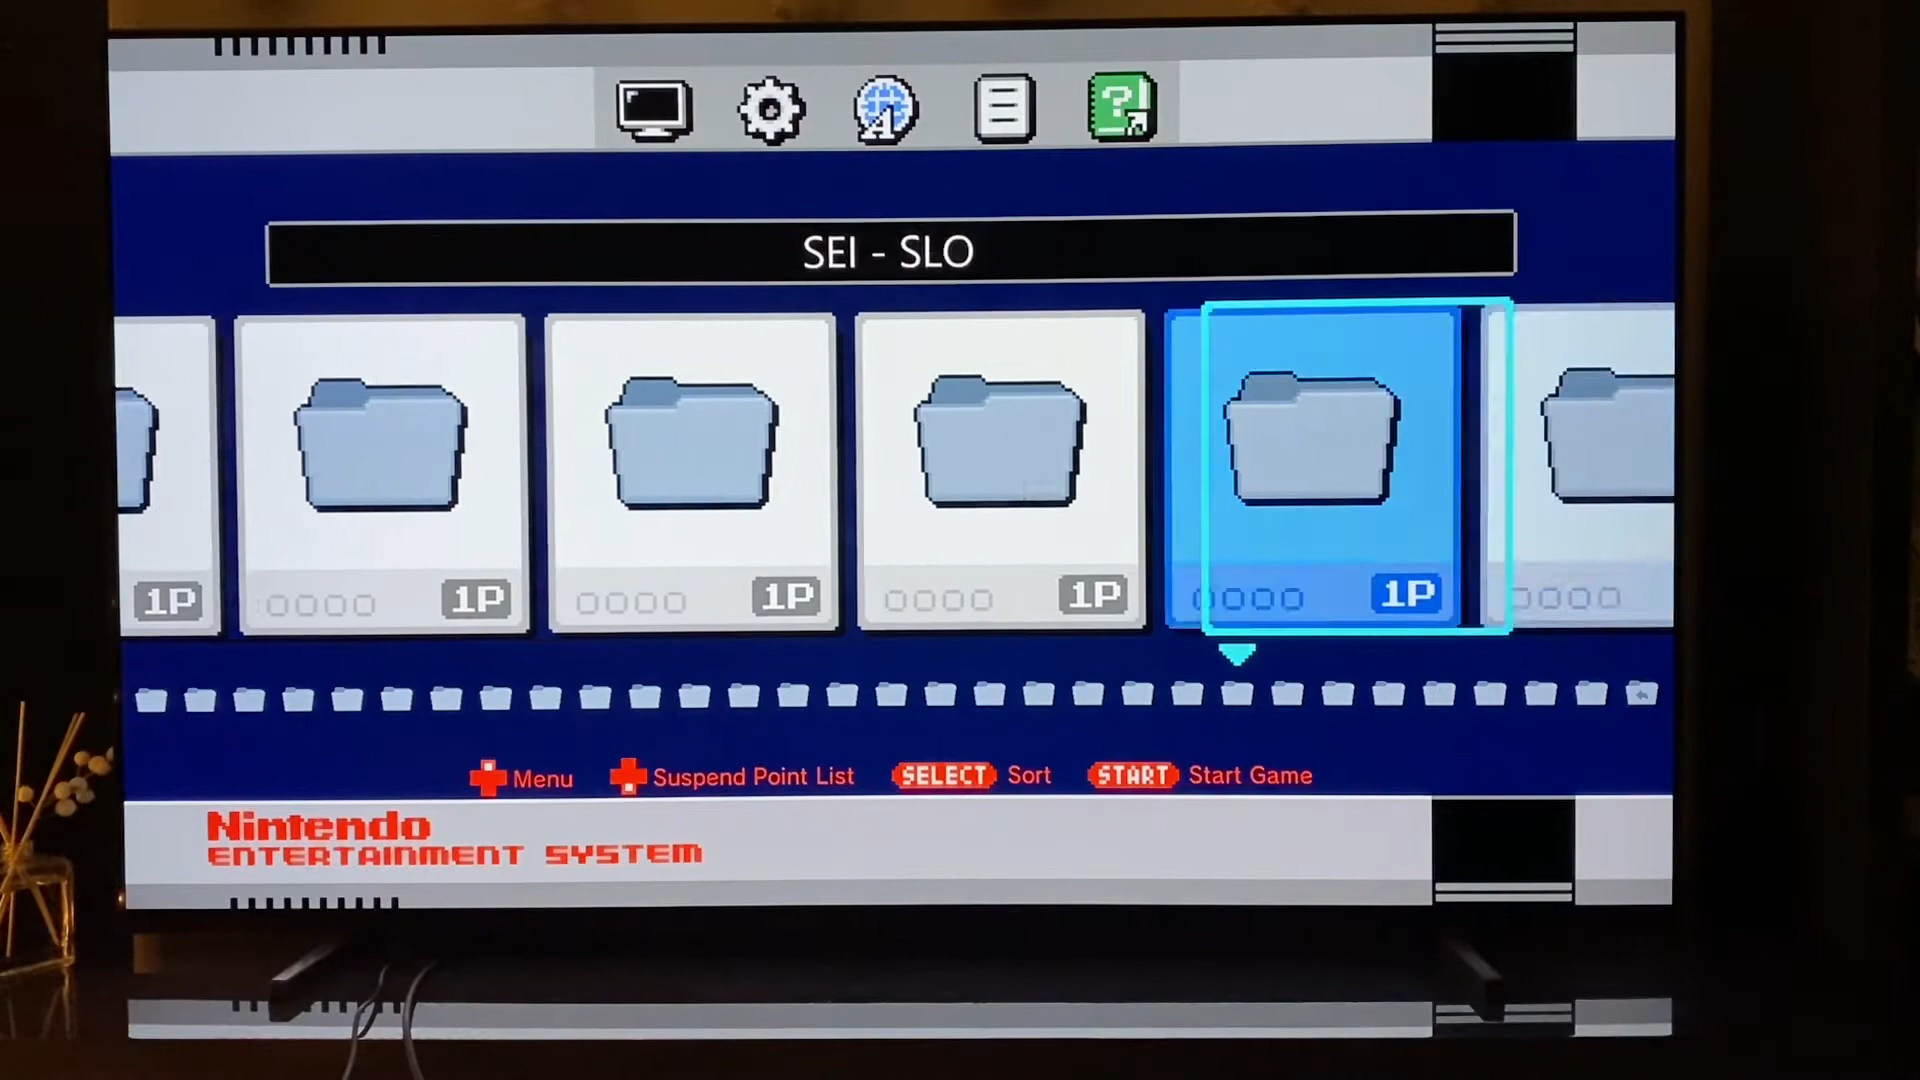 SEI - SLO
1P 1P 1P 1P 1P
Menu Suspend Point List SELECT Sort START Start Game
Nintendo
ENTERTAINMENT SYSTEM